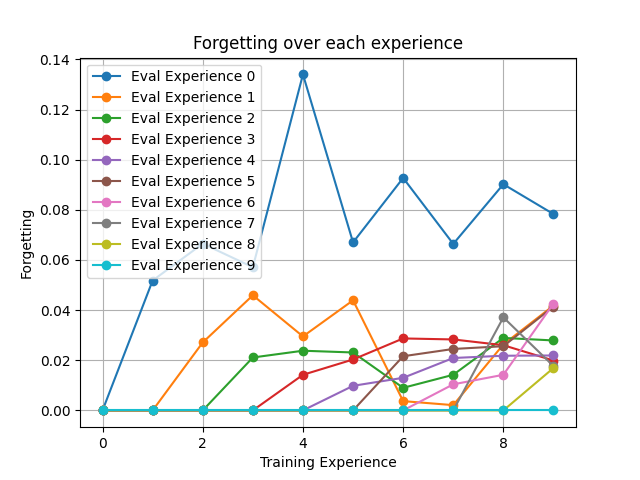 Forgetting over each experience
0.14
0.12
0.10
0.08
0.06
0.04
0.02
0.00
Forgetting
Eval Experience 0
Eval Experience 1
Eval Experience 2
Eval Experience 3
Eval Experience 4
Eval Experience 5
Eval Experience 6
Eval Experience 7
Eval Experience 8
Eval Experience 9
0 2 4 6 8
Training Experience